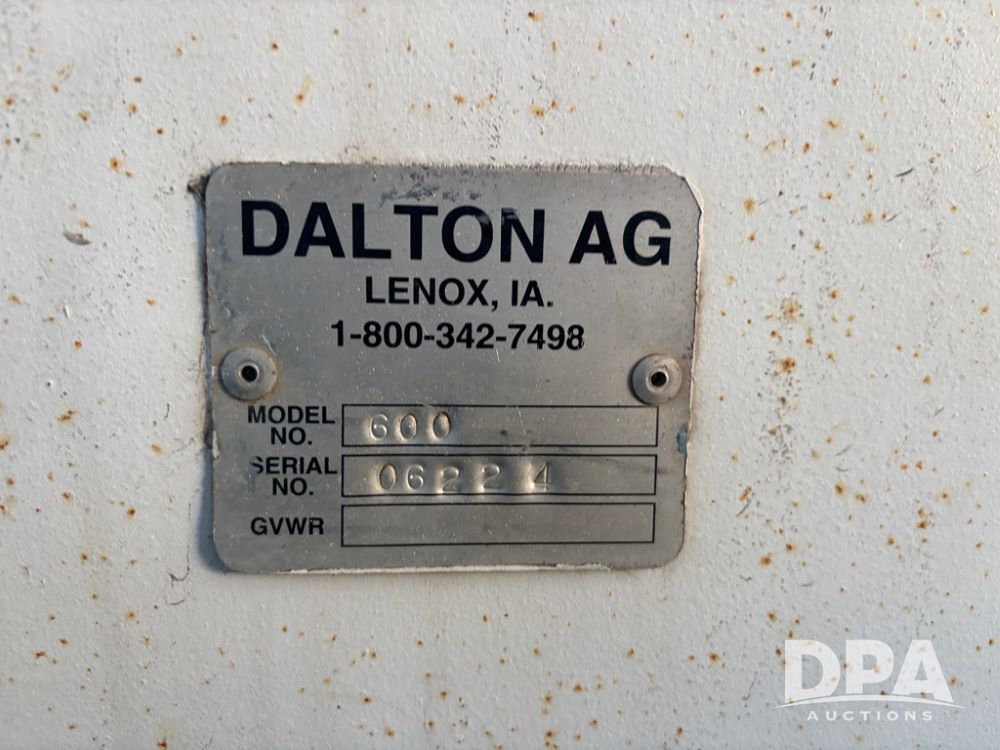 DALTON AG
LENOX, IA.
1-800-342-7498
MODEL NO. 600
SERIAL NO. 06224
GVWR
DPA
AUCTIONS